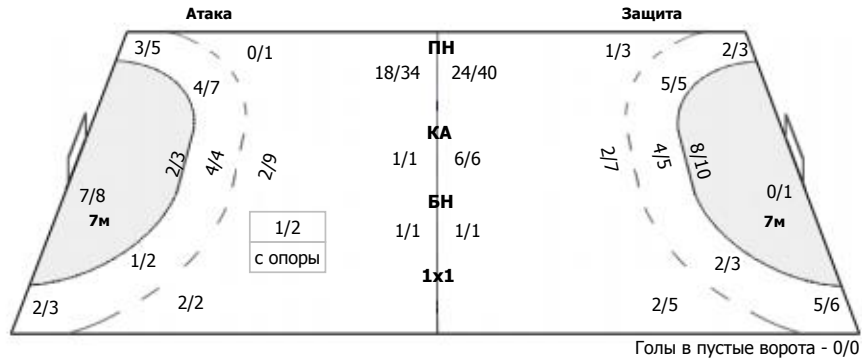 Атака
Защита
3/5
0/1
ПН
1/3
2/3
18/34
24/40
4/7
5/5
КА
2/3
4/4
2/9
1/1
6/6
2/7
4/5
8/10
7/8
0/1
7м
7м
БН
1/2
1/1
1/1
с опоры
1/2
2/3
1x1
2/3
2/2
2/5
5/6
Голы в пустые ворота - 0/0